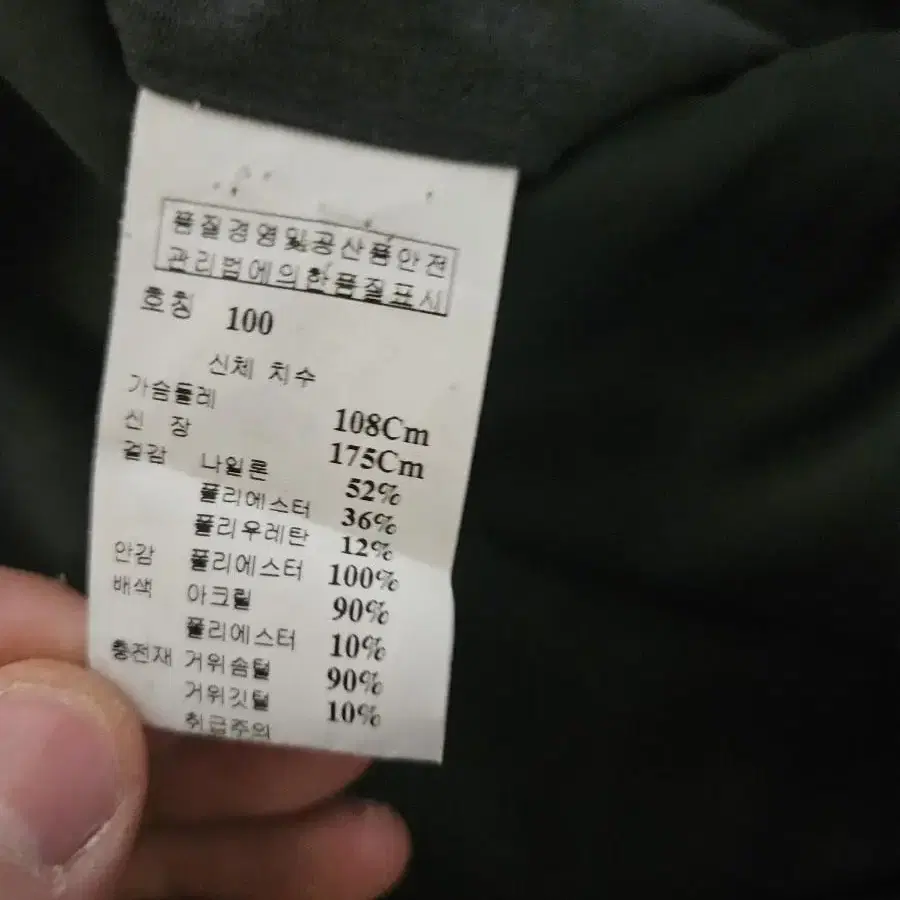 품질경영및공산품안전
관리법에의한품질표시
호칭 100
신체 치수
가슴둘레 108Cm
신 장 175Cm
겉감 나일론 52%
폴리에스터 36%
폴리우레탄 12%
안감 폴리에스터 100%
배색 아크릴 90%
폴리에스터 10%
충전재 거위솜털 90%
거위깃털 10%
취급주의